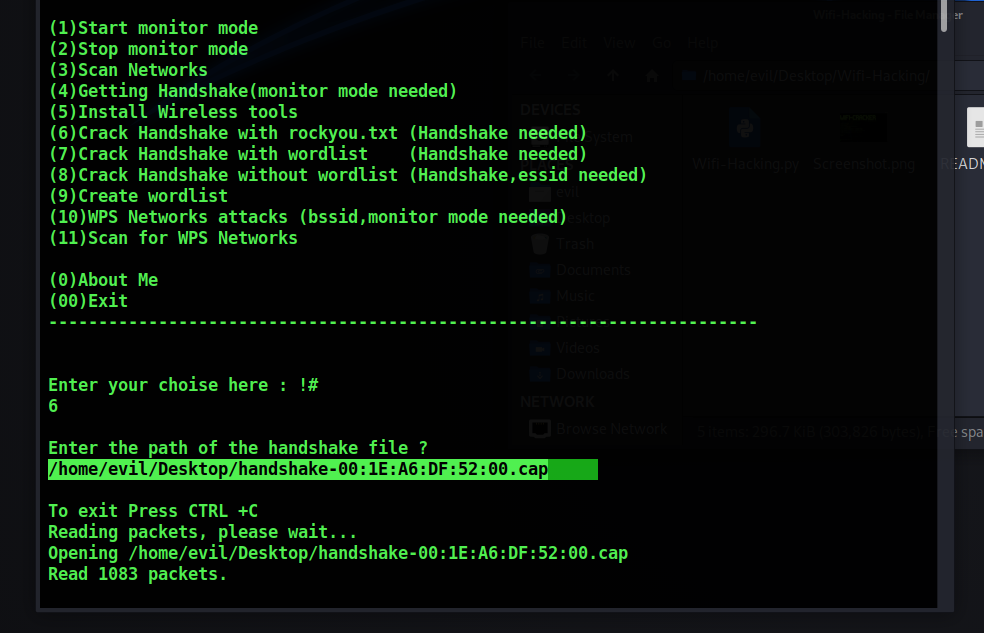 Wifi-Hacking - File Manager
File Edit View Go Help
/home/evil/Desktop/Wifi-Hacking/
(1)Start monitor mode
(2)Stop monitor mode
(3)Scan Networks
(4)Getting Handshake(monitor mode needed)
(5)Install Wireless tools
(6)Crack Handshake with rockyou.txt (Handshake needed)
(7)Crack Handshake with wordlist    (Handshake needed)
(8)Crack Handshake without wordlist (Handshake,essid needed)
(9)Create wordlist
(10)WPS Networks attacks (bssid,monitor mode needed)
(11)Scan for WPS Networks
(0)About Me
(00)Exit
-----------------------------------------------------------------------
Enter your choise here : !#
6
Enter the path of the handshake file ?
/home/evil/Desktop/handshake-00:1E:A6:DF:52:00.cap
To exit Press CTRL +C
Reading packets, please wait...
Opening /home/evil/Desktop/handshake-00:1E:A6:DF:52:00.cap
Read 1083 packets.
DEVICES
System
evil
Desktop
Trash
Documents
Music
Videos
Downloads
NETWORK
Browse Network
Wifi-Hacking.py
Screenshot.png
READM
5 items: 296.7 KiB (303,826 bytes), Free spa